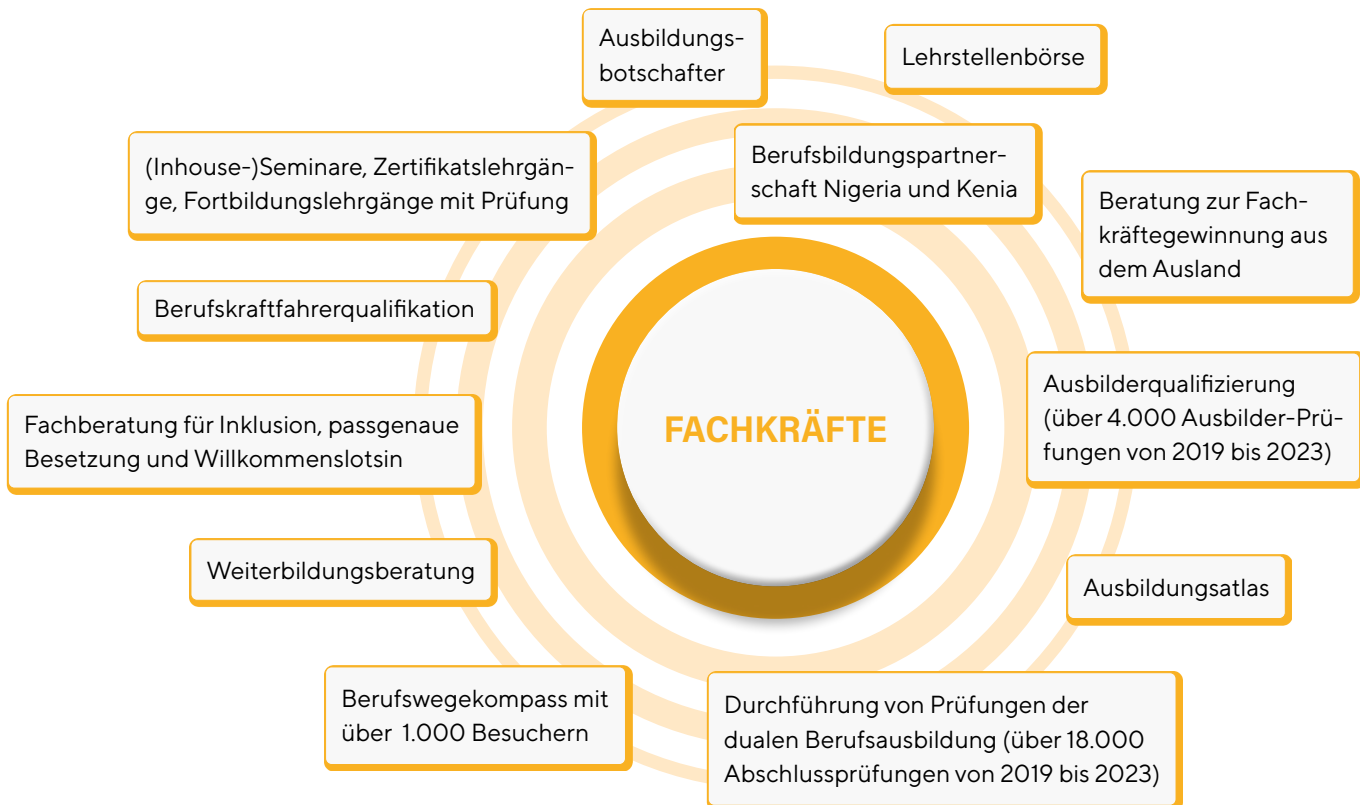 Ausbildungs-
botschafter
Lehrstellenbörse
(Inhouse-)Seminare, Zertifikatslehrgän-
ge, Fortbildungslehrgänge mit Prüfung
Berufsbildungspartner-
schaft Nigeria und Kenia
Beratung zur Fach-
kräftegewinnung aus
dem Ausland
Berufskraftfahrerqualifikation
Ausbilderqualifizierung
(über 4.000 Ausbilder-Prü-
fungen von 2019 bis 2023)
FACHKRÄFTE
Fachberatung für Inklusion, passgenaue
Besetzung und Willkommenslotsin
Weiterbildungsberatung
Ausbildungsatlas
Berufswegekompass mit
über 1.000 Besuchern
Durchführung von Prüfungen der
dualen Berufsausbildung (über 18.000
Abschlussprüfungen von 2019 bis 2023)